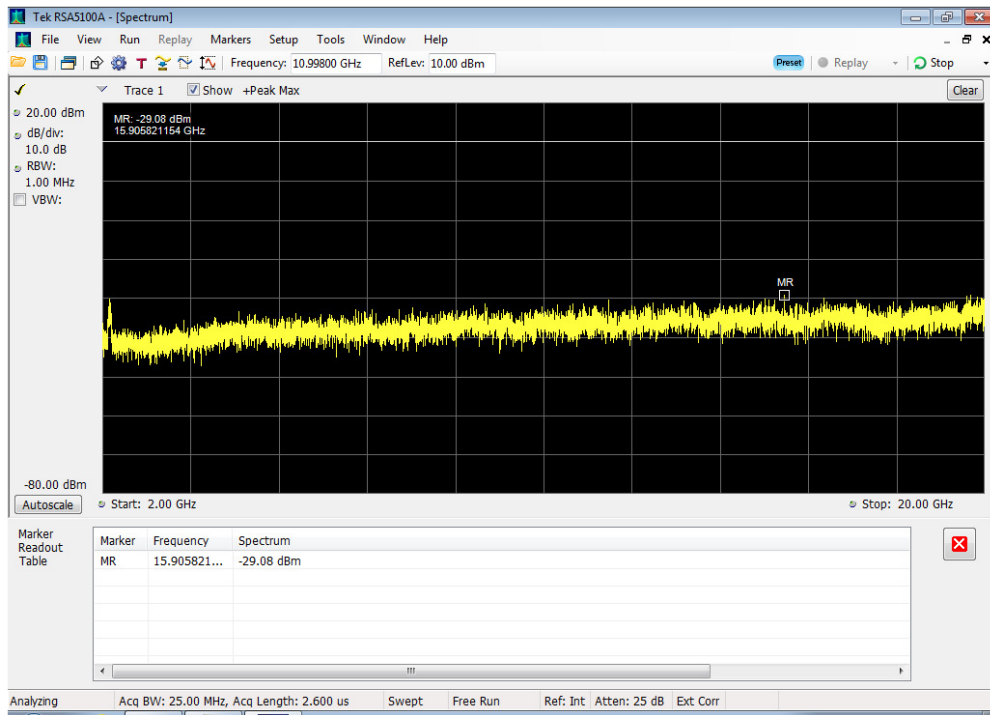 Tek RSA5100A - [Spectrum]
File View Run Replay Markers Setup Tools Window Help
T Frequency: 10.99800 GHz RefLev: 10.00 dBm Preset Replay Stop
Trace 1 Show +Peak Max Clear
20.00 dBm
dB/div:
10.0 dB
RBW:
1.00 MHz
VBW:
MR: -29.08 dBm
15.905821154 GHz
MR
-80.00 dBm
Autoscale Start: 2.00 GHz Stop: 20.00 GHz
Marker
Readout
Table
Marker Frequency Spectrum
MR 15.905821... -29.08 dBm
Analyzing Acq BW: 25.00 MHz, Acq Length: 2.600 us Swept Free Run Ref: Int Atten: 25 dB Ext Corr